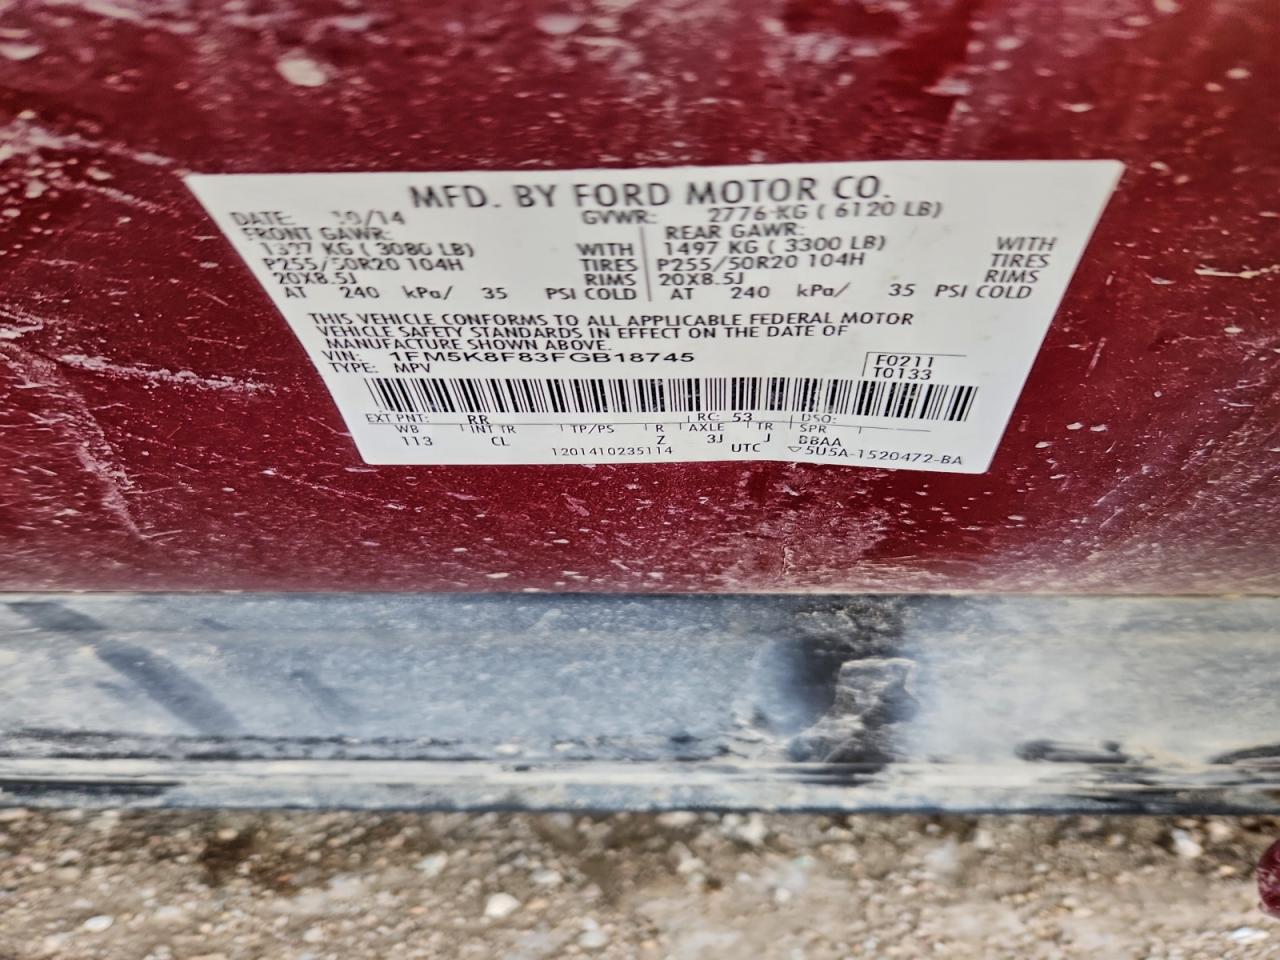 MFD. BY FORD MOTOR CO.
DATE: 10/14 GVWR: 2776 KG ( 6120 LB)
FRONT GAWR: REAR GAWR:
1397 KG ( 3080 LB) WITH 1497 KG ( 3300 LB) WITH
P255/50R20 104H TIRES P255/50R20 104H TIRES
20X8.5J RIMS 20X8.5J RIMS
AT 240 kPa/ 35 PSI COLD AT 240 kPa/ 35 PSI COLD
THIS VEHICLE CONFORMS TO ALL APPLICABLE FEDERAL MOTOR
VEHICLE SAFETY STANDARDS IN EFFECT ON THE DATE OF
MANUFACTURE SHOWN ABOVE.
VIN: 1FM5K8F83FGB18745
TYPE: MPV
F0211
T0133
EXT PNT: RR RC: 53 DSO:
WB INT TR TP/PS R AXLE TR SPR
113 CL Z 3J J BBAA
1201410235114 UTC ▽5U5A-1520472-BA